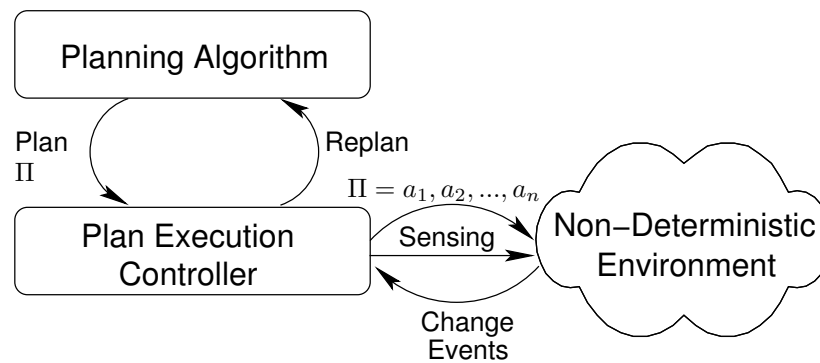 Planning Algorithm
Plan
Π
Replan
Π = a₁, a₂, ..., aₙ
Plan Execution
Controller
Sensing
Non−Deterministic
Environment
Change
Events